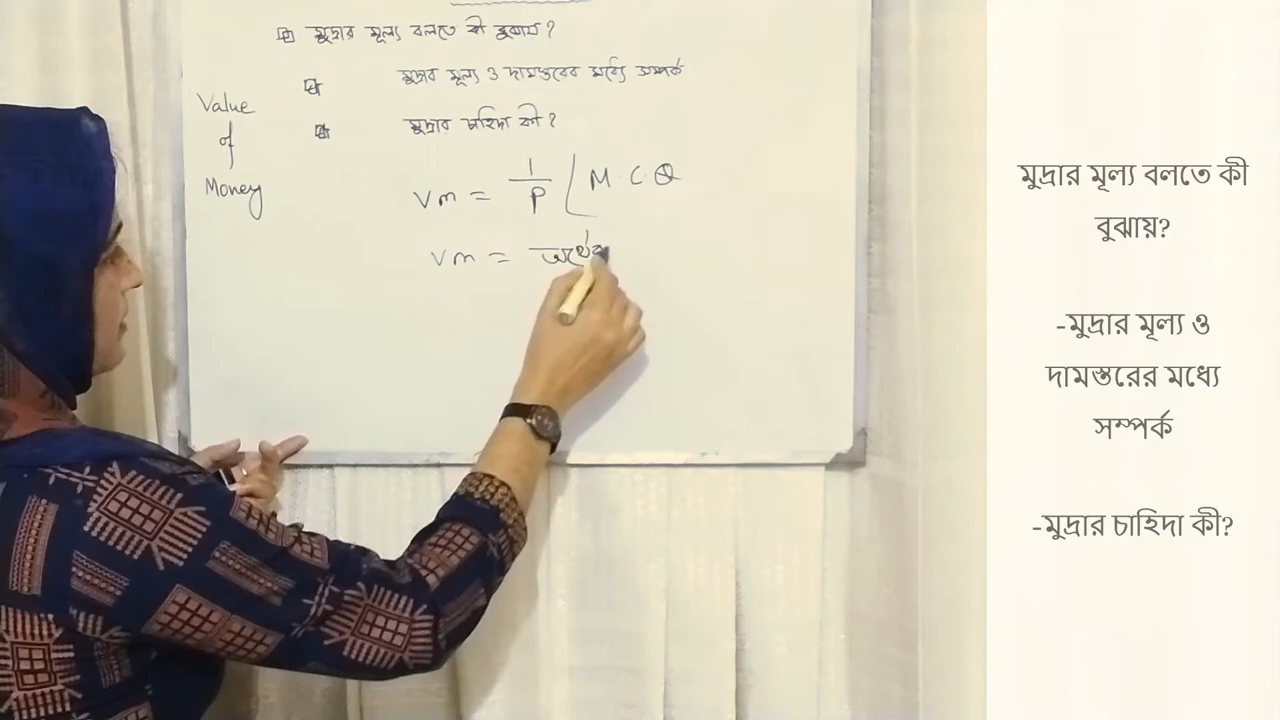 মুদ্রার মূল্য বলতে কী বুঝায়?
মুদ্রার মূল্য ও দামস্তরের মধ্যে সম্পর্ক
মুদ্রার চাহিদা কী?
Value
of
Money
Vm = 1/P
M C Q
Vm = অর্থের
মুদ্রার মূল্য বলতে কী
বুঝায়?
-মুদ্রার মূল্য ও
দামস্তরের মধ্যে
সম্পর্ক
-মুদ্রার চাহিদা কী?